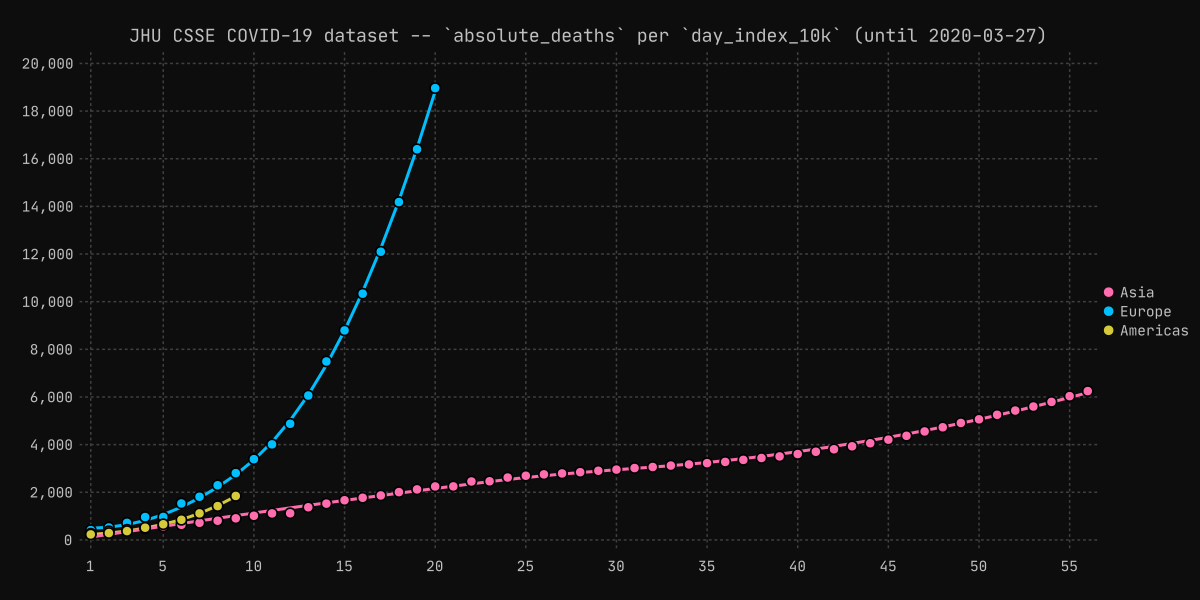 JHU CSSE COVID-19 dataset -- `absolute_deaths` per `day_index_10k` (until 2020-03-27)
20,000
18,000
16,000
14,000
12,000
10,000
8,000
6,000
4,000
2,000
0
1 5 10 15 20 25 30 35 40 45 50 55
Asia
Europe
Americas